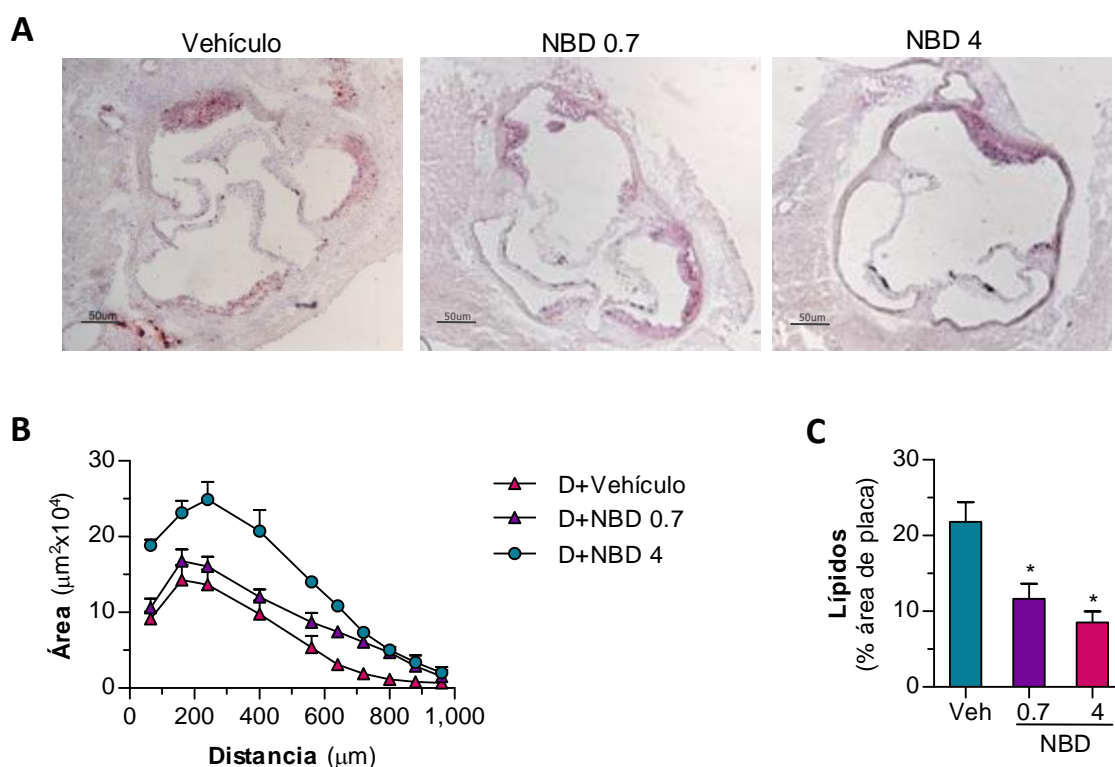 A
Vehículo
NBD 0.7
NBD 4
50um
50um
50um
B
Área (μm²x10⁴)
30
20
10
0
0 200 400 600 800 1,000
Distancia (μm)
D+Vehículo
D+NBD 0.7
D+NBD 4
C
Lípidos
(% área de placa)
30
20
10
0
*
*
Veh 0.7 4
NBD